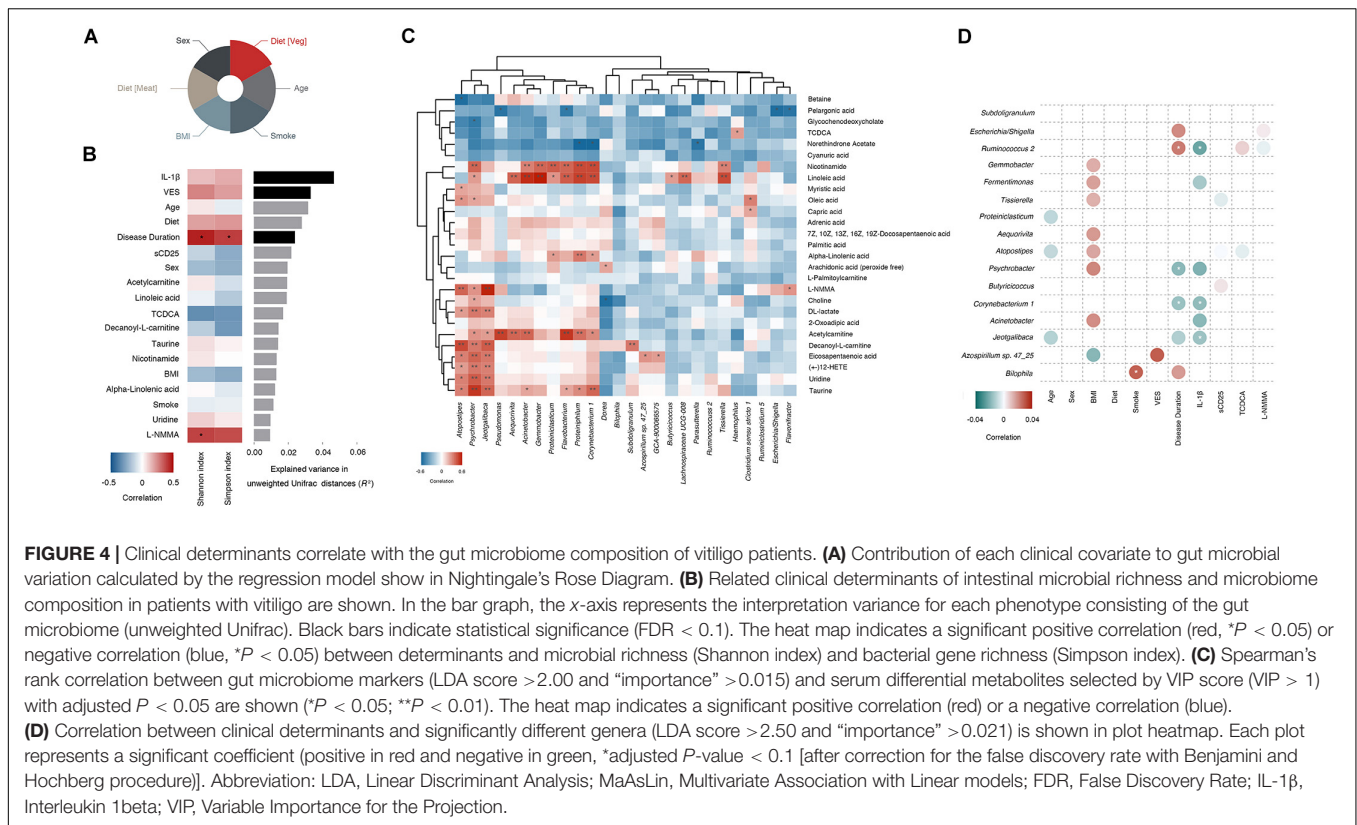 A
Sex
Diet [Veg]
Diet [Meat]
Age
BMI
Smoke
B
IL-1β
VES
Age
Diet
Disease Duration
sCD25
Sex
Acetylcarnitine
Linoleic acid
TCDCA
Decanoyl-L-carnitine
Taurine
Nicotinamide
BMI
Alpha-Linolenic acid
Smoke
Uridine
L-NMMA
* *
*
-0.5 0.5
Correlation
Shannon index
Simpson index
0.00 0.02 0.04 0.06
Explained variance in
unweighted Unifrac distances (R²)
C
Betaine
Pelargonic acid
Glycochenodeoxycholate
TCDCA
Norethindrone Acetate
Cyanuric acid
Nicotinamide
Linoleic acid
Myristic acid
Oleic acid
Capric acid
Adrenic acid
7Z, 10Z, 13Z, 16Z, 19Z-Docosapentaenoic acid
Palmitic acid
Alpha-Linolenic acid
Arachidonic acid (peroxide free)
L-Palmitoylcarnitine
L-NMMA
Choline
DL-lactate
2-Oxoadipic acid
Acetylcarnitine
Decanoyl-L-carnitine
Eicosapentaenoic acid
(+-)12-HETE
Uridine
Taurine
Atopostipes
Psychrobacter
Jeotgalibaca
Pseudomonas
Aequorivita
Acinetobacter
Gemmobacter
Proteiniclasticum
Flavobacterium
Proteiniphilum
Corynebacterium 1
Dorea
Bilophila
Subdoligranulum
Azospirillum sp. 47_25
GCA-900066575
Butyricicoccus
Lachnospiraceae UCG-008
Parasutterella
Ruminococcus 2
Tissierella
Haemophilus
Clostridium sensu stricto 1
Ruminiclostridium 5
Escherichia/Shigella
Flavonifractor
-0.6 0.6
Correlation
D
Subdoligranulum
Escherichia/Shigella
Ruminococcus 2
Gemmobacter
Fermentimonas
Tissierella
Proteiniclasticum
Aequorivita
Atopostipes
Psychrobacter
Butyricicoccus
Corynebacterium 1
Acinetobacter
Jeotgalibaca
Azospirillum sp. 47_25
Bilophila
-0.04 0.04
Correlation
Age
Sex
BMI
Diet
Smoke
VES
Disease Duration
IL-1β
sCD25
TCDCA
L-NMMA
FIGURE 4 | Clinical determinants correlate with the gut microbiome composition of vitiligo patients. (A) Contribution of each clinical covariate to gut microbial
variation calculated by the regression model show in Nightingale's Rose Diagram. (B) Related clinical determinants of intestinal microbial richness and microbiome
composition in patients with vitiligo are shown. In the bar graph, the x-axis represents the interpretation variance for each phenotype consisting of the gut
microbiome (unweighted Unifrac). Black bars indicate statistical significance (FDR < 0.1). The heat map indicates a significant positive correlation (red, *P < 0.05) or
negative correlation (blue, *P < 0.05) between determinants and microbial richness (Shannon index) and bacterial gene richness (Simpson index). (C) Spearman's
rank correlation between gut microbiome markers (LDA score >2.00 and "importance" >0.015) and serum differential metabolites selected by VIP score (VIP > 1)
with adjusted P < 0.05 are shown (*P < 0.05; **P < 0.01). The heat map indicates a significant positive correlation (red) or a negative correlation (blue).
(D) Correlation between clinical determinants and significantly different genera (LDA score >2.50 and "importance" >0.021) is shown in plot heatmap. Each plot
represents a significant coefficient (positive in red and negative in green, *adjusted P-value < 0.1 [after correction for the false discovery rate with Benjamini and
Hochberg procedure)]. Abbreviation: LDA, Linear Discriminant Analysis; MaAsLin, Multivariate Association with Linear models; FDR, False Discovery Rate; IL-1β,
Interleukin 1beta; VIP, Variable Importance for the Projection.